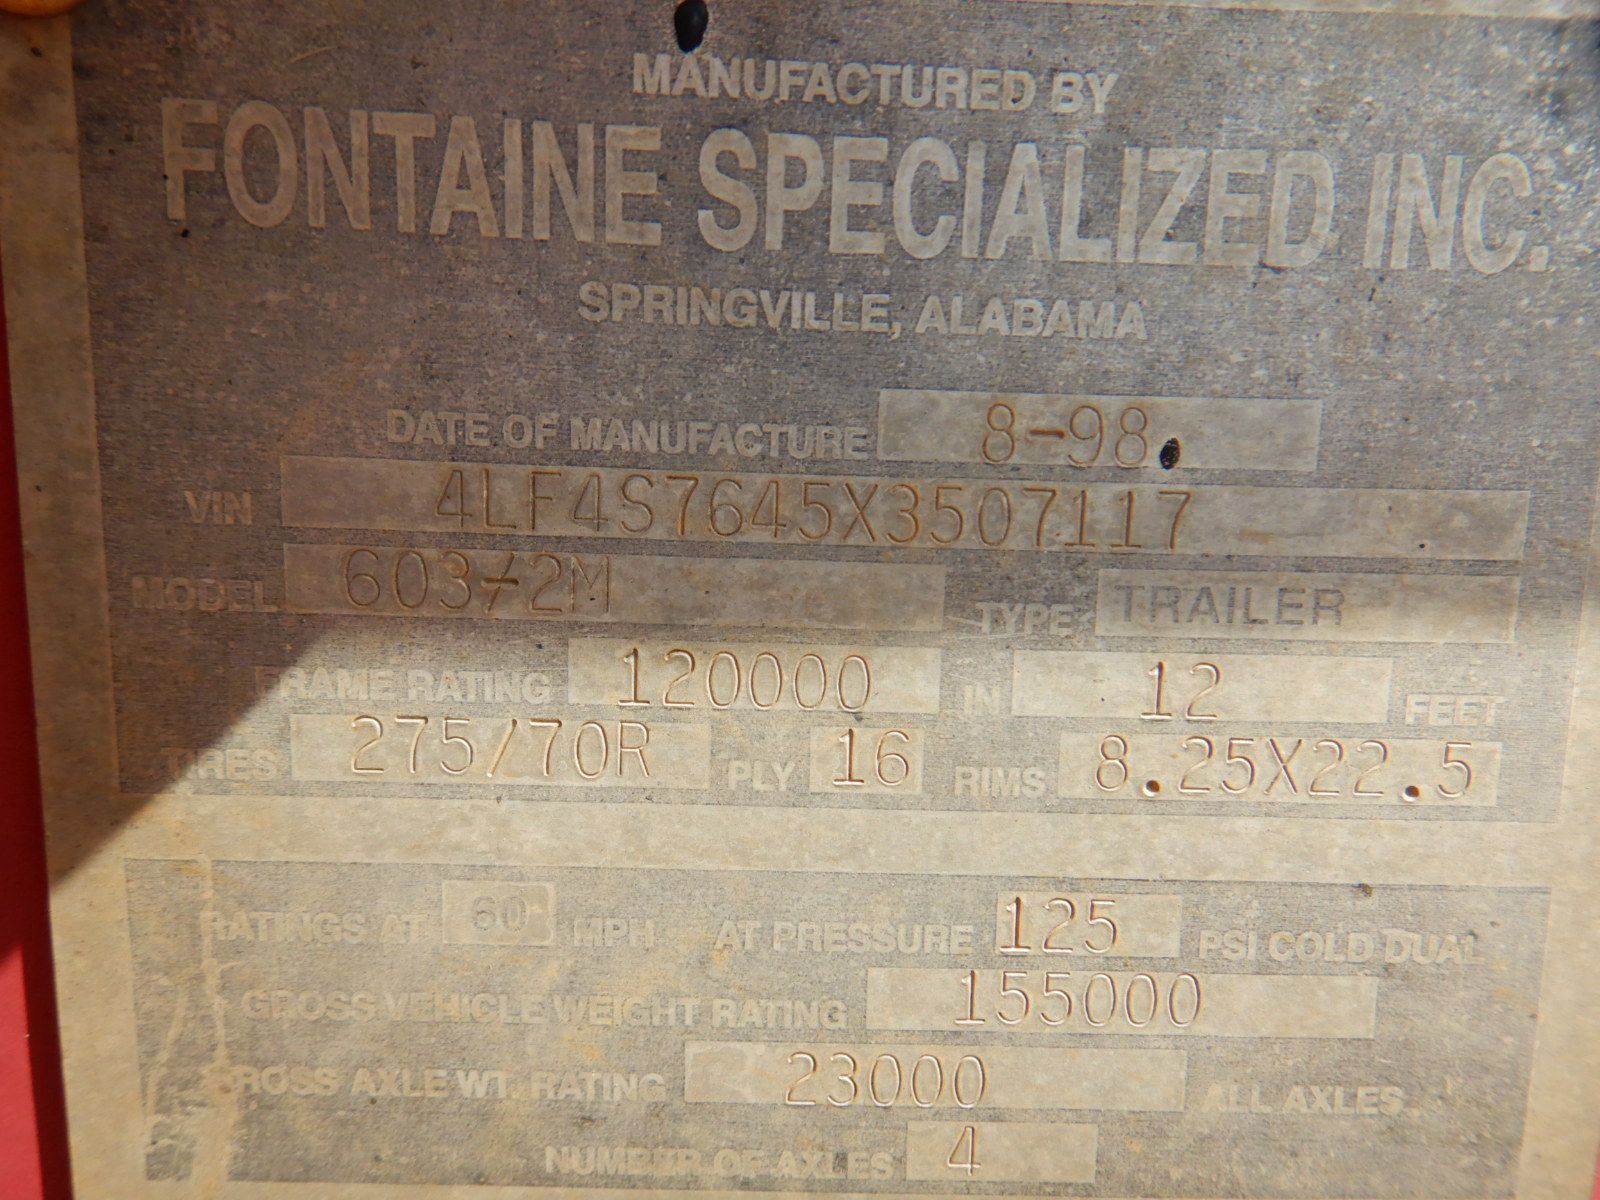 MANUFACTURED BY
FONTAINE SPECIALIZED INC.
SPRINGVILLE, ALABAMA
DATE OF MANUFACTURE 8-98
VIN 4LF4S7645X3507117
MODEL 603/2M TYPE TRAILER
FRAME RATING 120000 IN 12 FEET
TIRES 275/70R PLY 16 RIMS 8.25X22.5
RATINGS AT 60 MPH AT PRESSURE 125 PSI COLD DUAL
GROSS VEHICLE WEIGHT RATING 155000
GROSS AXLE WT. RATING 23000 ALL AXLES
NUMBER OF AXLES 4